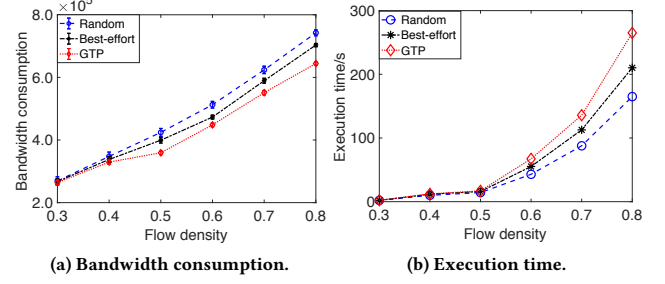 Random
Best-effort
GTP
8.0
6.0
4.0
2.0
Bandwidth consumption
0.3 0.4 0.5 0.6 0.7 0.8
Flow density
(a) Bandwidth consumption.
Random
Best-effort
GTP
300
200
100
0
Execution time/s
0.3 0.4 0.5 0.6 0.7 0.8
Flow density
(b) Execution time.